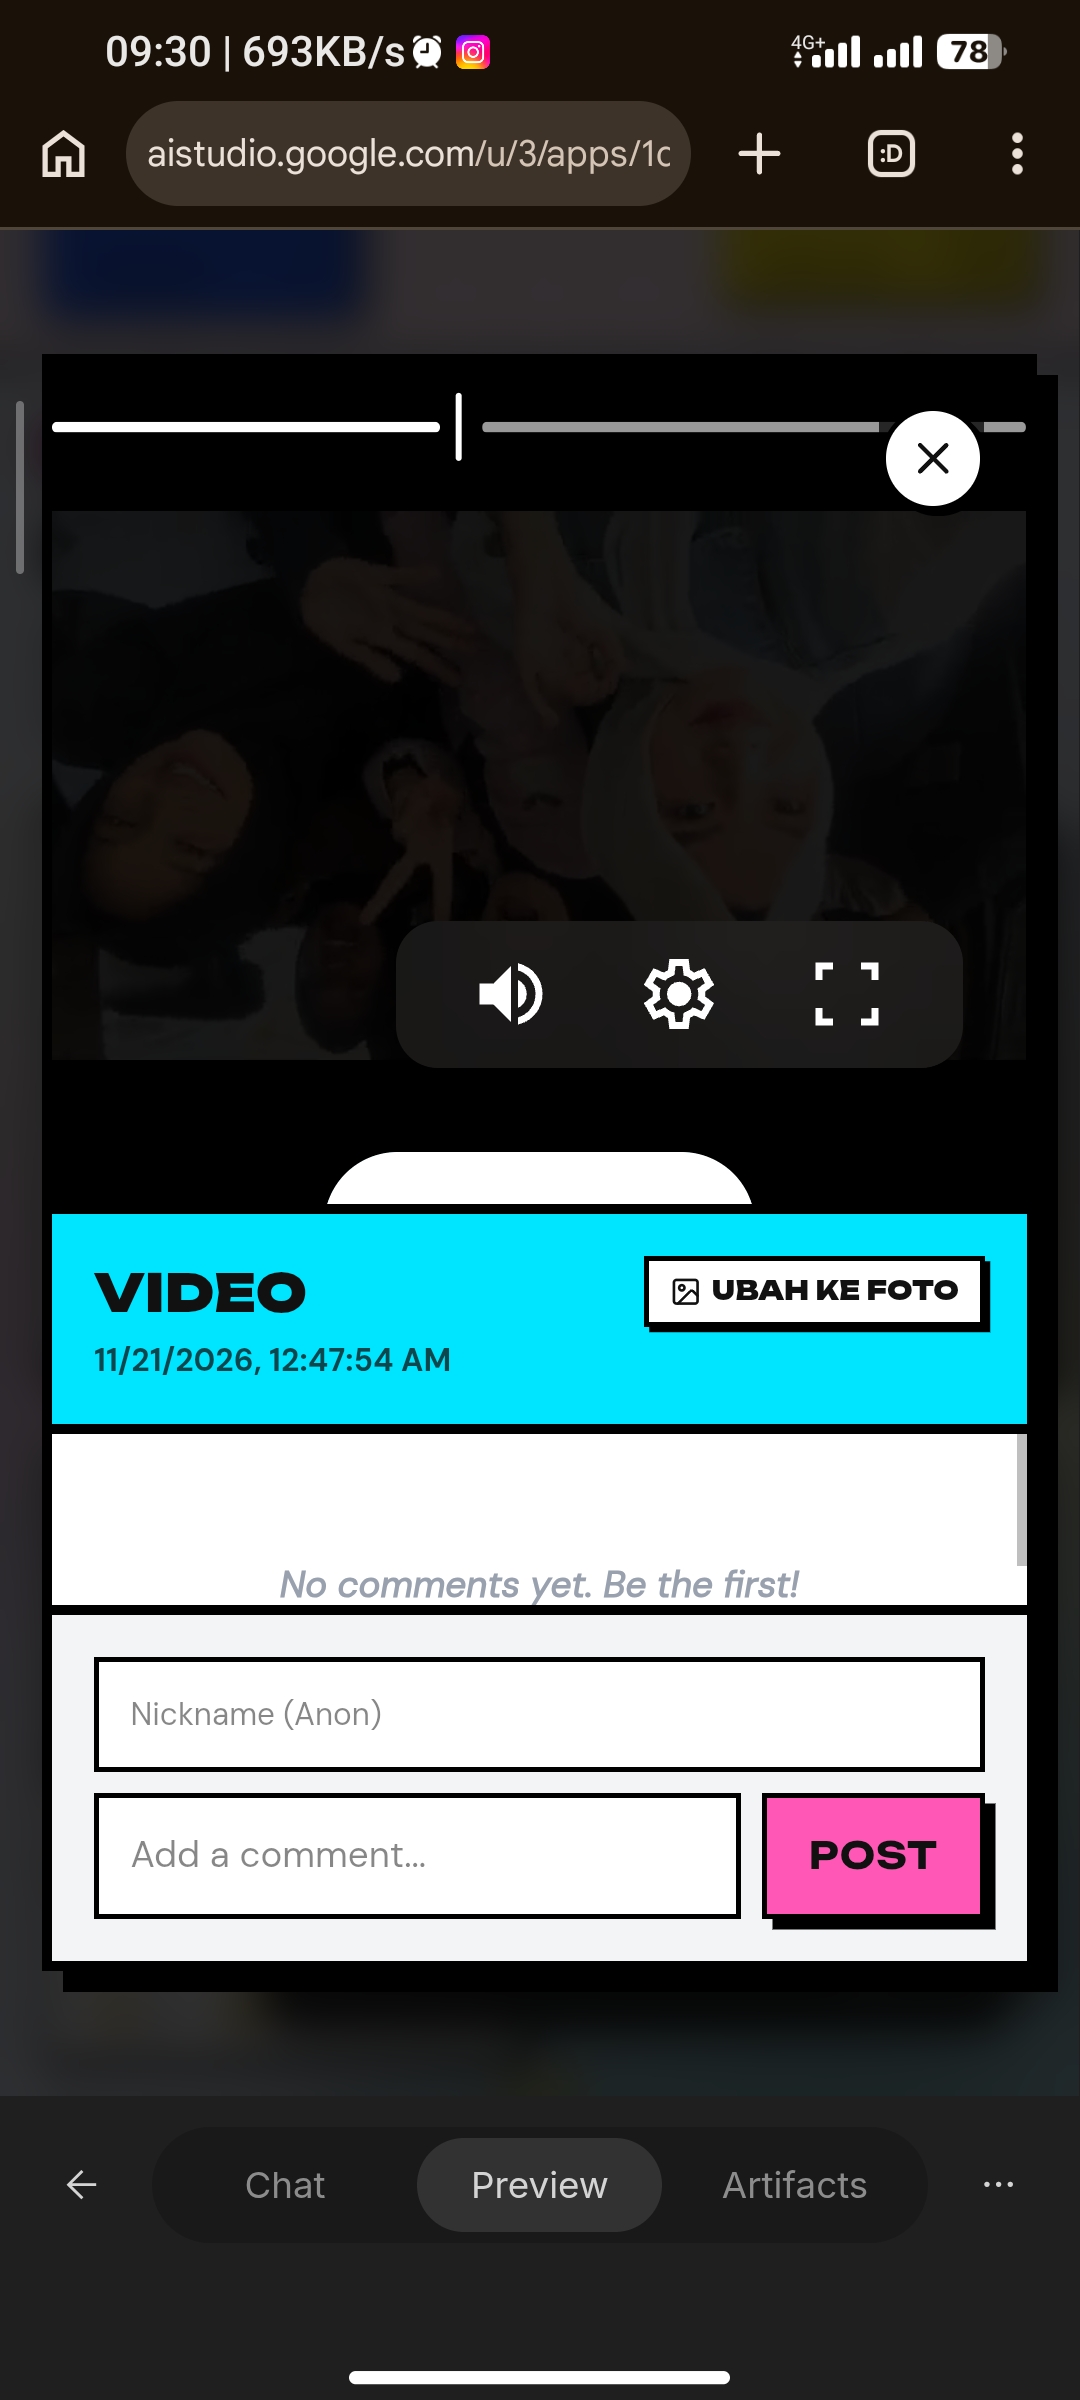 09:30 | 693KB/s
4G+
78
aistudio.google.com/u/3/apps/1c
:D
VIDEO
UBAH KE FOTO
11/21/2026, 12:47:54 AM
No comments yet. Be the first!
Nickname (Anon)
Add a comment...
POST
Chat
Preview
Artifacts